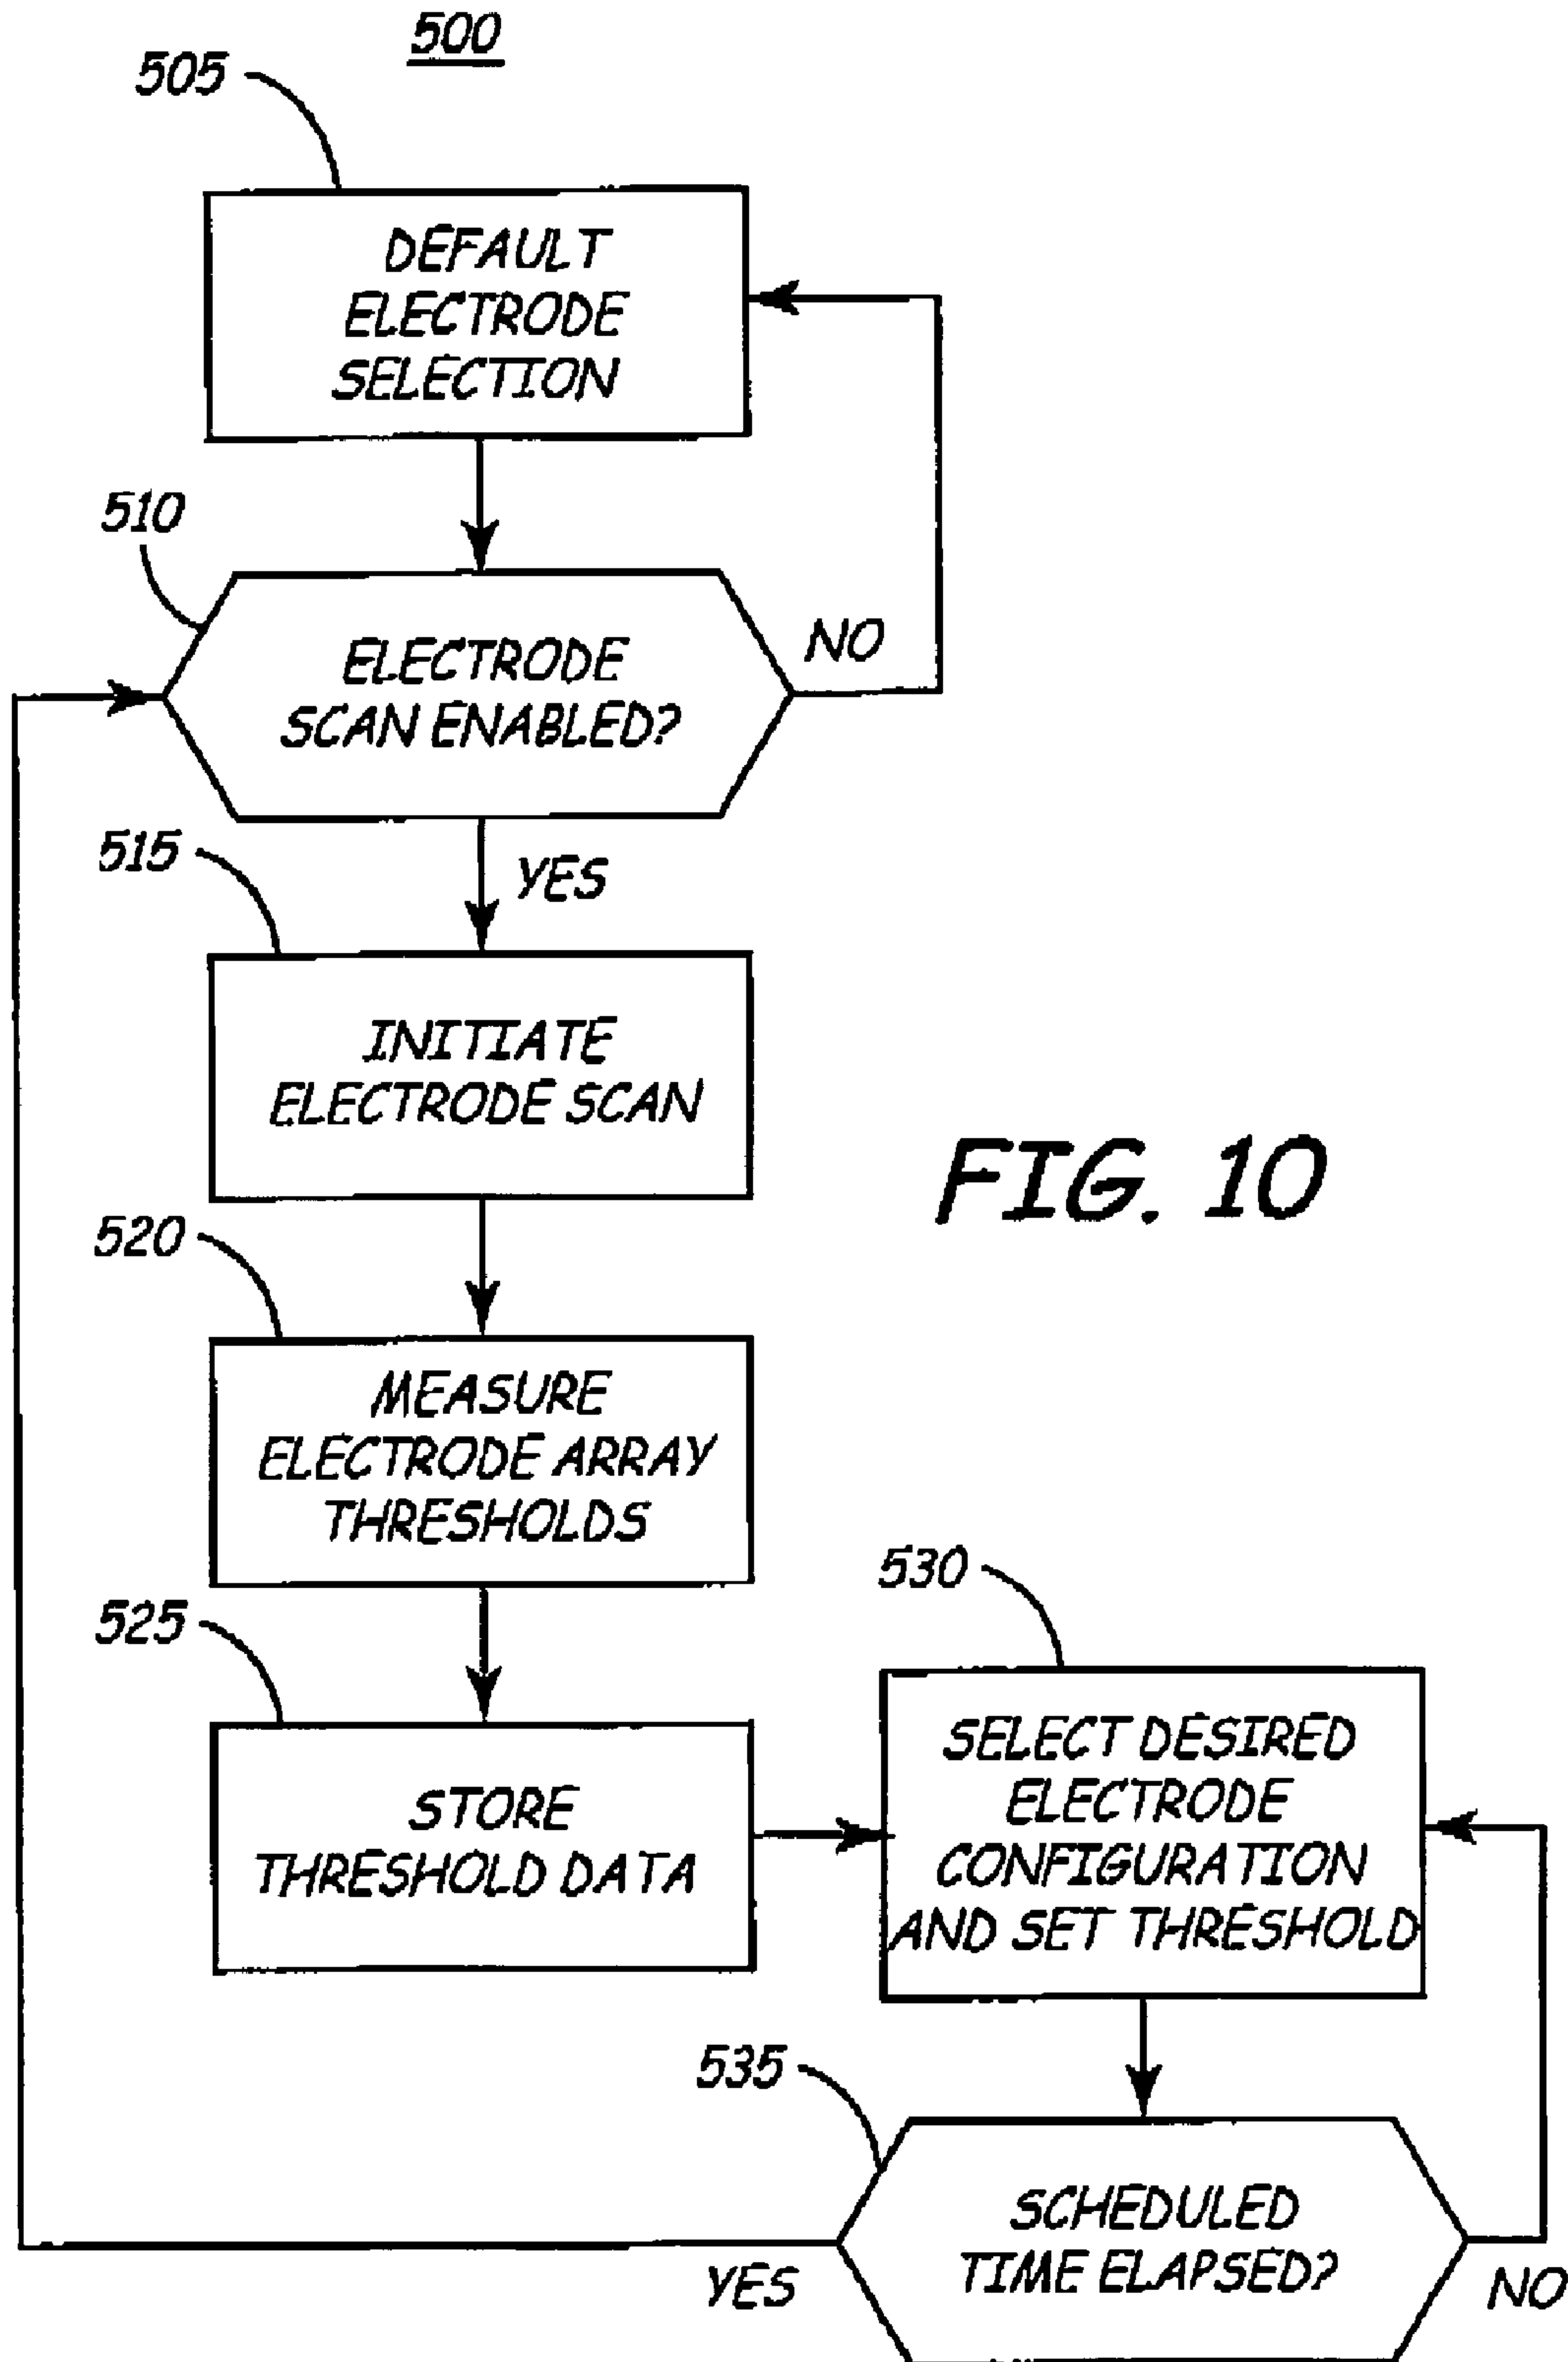 500
505
DEFAULT
ELECTRODE
SELECTION
510
ELECTRODE
SCAN ENABLED?
NO
YES
515
INITIATE
ELECTRODE SCAN
FIG. 10
520
MEASURE
ELECTRODE ARRAY
THRESHOLDS
525
STORE
THRESHOLD DATA
530
SELECT DESIRED
ELECTRODE
CONFIGURATION
AND SET THRESHOLD
535
SCHEDULED
TIME ELAPSED?
YES
NO